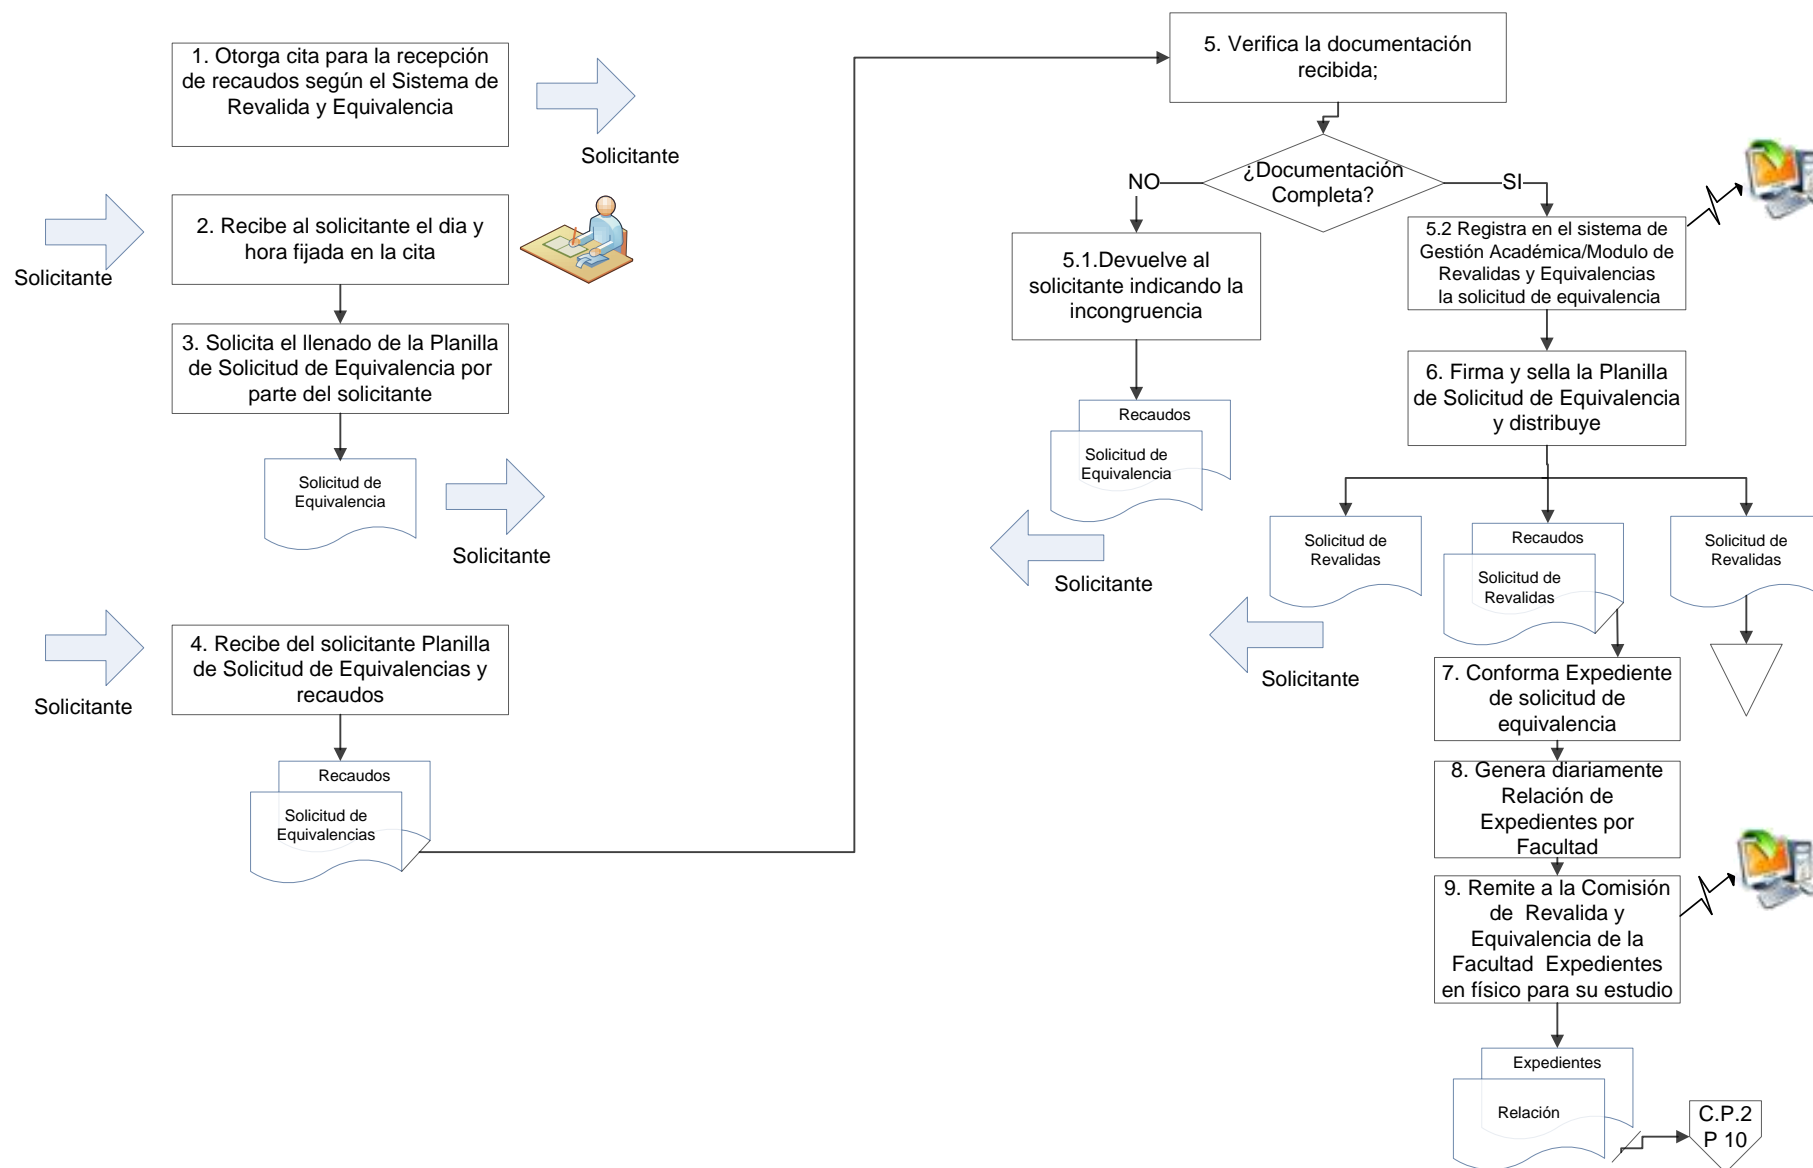 1. Otorga cita para la recepción
de recaudos según el Sistema de
Revalida y Equivalencia
Solicitante
Solicitante
2. Recibe al solicitante el dia y
hora fijada en la cita
3. Solicita el llenado de la Planilla
de Solicitud de Equivalencia por
parte del solicitante
Solicitud de
Equivalencia
Solicitante
Solicitante
4. Recibe del solicitante Planilla
de Solicitud de Equivalencias y
recaudos
Recaudos
Solicitud de
Equivalencias
5. Verifica la documentación
recibida;
¿Documentación
Completa?
NO
SI
5.1.Devuelve al
solicitante indicando la
incongruencia
Recaudos
Solicitud de
Equivalencia
Solicitante
5.2 Registra en el sistema de
Gestión Académica/Modulo de
Revalidas y Equivalencias
la solicitud de equivalencia
6. Firma y sella la Planilla
de Solicitud de Equivalencia
y distribuye
Solicitud de
Revalidas
Solicitante
Recaudos
Solicitud de
Revalidas
Solicitud de
Revalidas
7. Conforma Expediente
de solicitud de
equivalencia
8. Genera diariamente
Relación de
Expedientes por
Facultad
9. Remite a la Comisión
de Revalida y
Equivalencia de la
Facultad Expedientes
en físico para su estudio
Expedientes
Relación
C.P.2
P 10